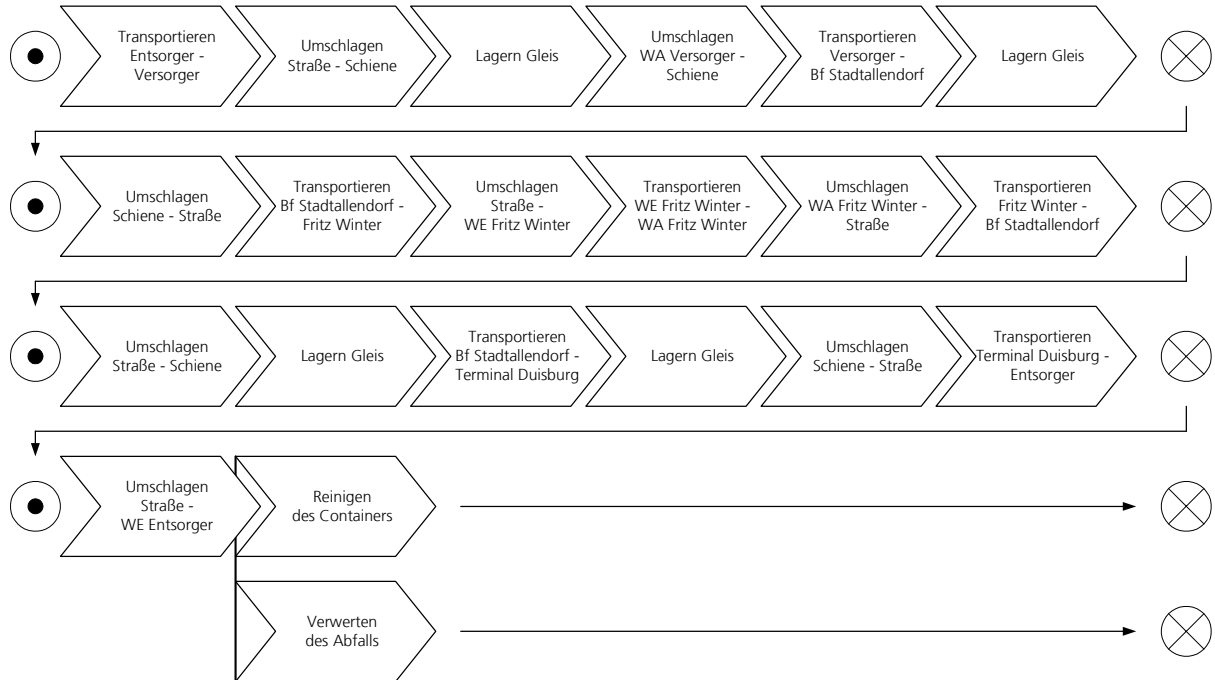 Transportieren
Entsorger -
Versorger
Umschlagen
Straße - Schiene
Lagern Gleis
Umschlagen
WA Versorger -
Schiene
Transportieren
Versorger -
Bf Stadtallendorf
Lagern Gleis
Umschlagen
Schiene - Straße
Transportieren
Bf Stadtallendorf -
Fritz Winter
Umschlagen
Straße -
WE Fritz Winter
Transportieren
WE Fritz Winter -
WA Fritz Winter
Umschlagen
WA Fritz Winter -
Straße
Transportieren
Fritz Winter -
Bf Stadtallendorf
Umschlagen
Straße - Schiene
Lagern Gleis
Transportieren
Bf Stadtallendorf -
Terminal Duisburg
Lagern Gleis
Umschlagen
Schiene - Straße
Transportieren
Terminal Duisburg -
Entsorger
Umschlagen
Straße -
WE Entsorger
Reinigen
des Containers
Verwerten
des Abfalls